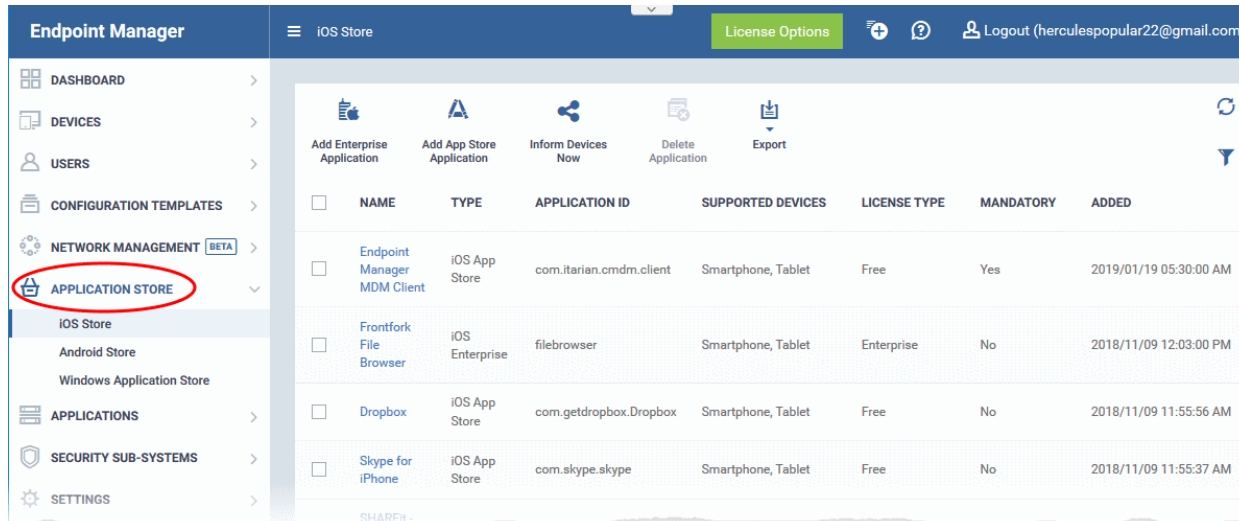 Endpoint Manager
iOS Store
License Options
Logout (herculespopular22@gmail.com
DASHBOARD
DEVICES
USERS
CONFIGURATION TEMPLATES
NETWORK MANAGEMENT BETA
APPLICATION STORE
iOS Store
Android Store
Windows Application Store
APPLICATIONS
SECURITY SUB-SYSTEMS
SETTINGS
Add Enterprise
Application
Add App Store
Application
Inform Devices
Now
Delete
Application
Export
NAME TYPE APPLICATION ID SUPPORTED DEVICES LICENSE TYPE MANDATORY ADDED
Endpoint
Manager
MDM Client
iOS App
Store
com.itarian.cmdm.client
Smartphone, Tablet
Free
Yes
2019/01/19 05:30:00 AM
Frontfork
File
Browser
iOS
Enterprise
filebrowser
Smartphone, Tablet
Enterprise
No
2018/11/09 12:03:00 PM
Dropbox
iOS App
Store
com.getdropbox.Dropbox
Smartphone, Tablet
Free
No
2018/11/09 11:55:56 AM
Skype for
iPhone
iOS App
Store
com.skype.skype
Smartphone, Tablet
Free
No
2018/11/09 11:55:37 AM
SHAREit -